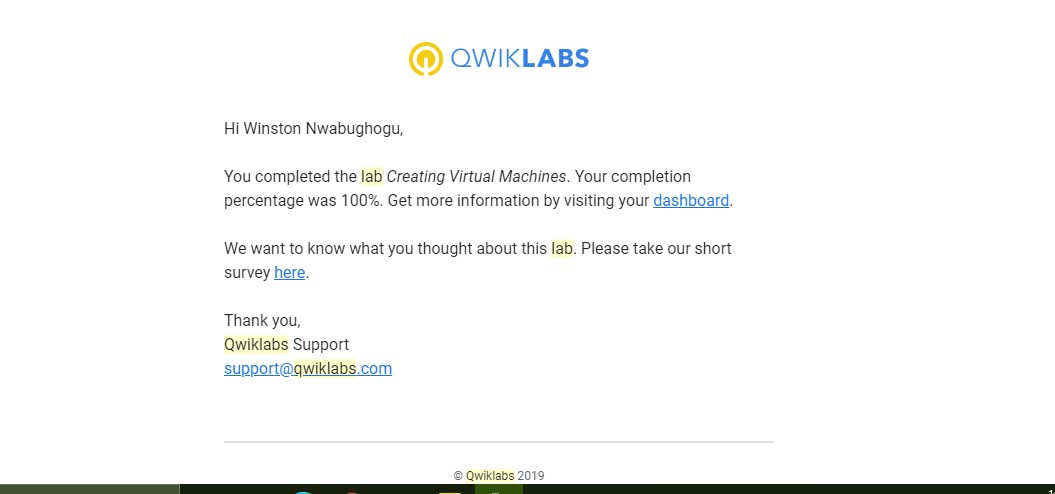 QWIKLABS
Hi Winston Nwabughogu,
You completed the lab Creating Virtual Machines. Your completion
percentage was 100%. Get more information by visiting your dashboard.
We want to know what you thought about this lab. Please take our short
survey here.
Thank you,
Qwiklabs Support
support@qwiklabs.com
© Qwiklabs 2019